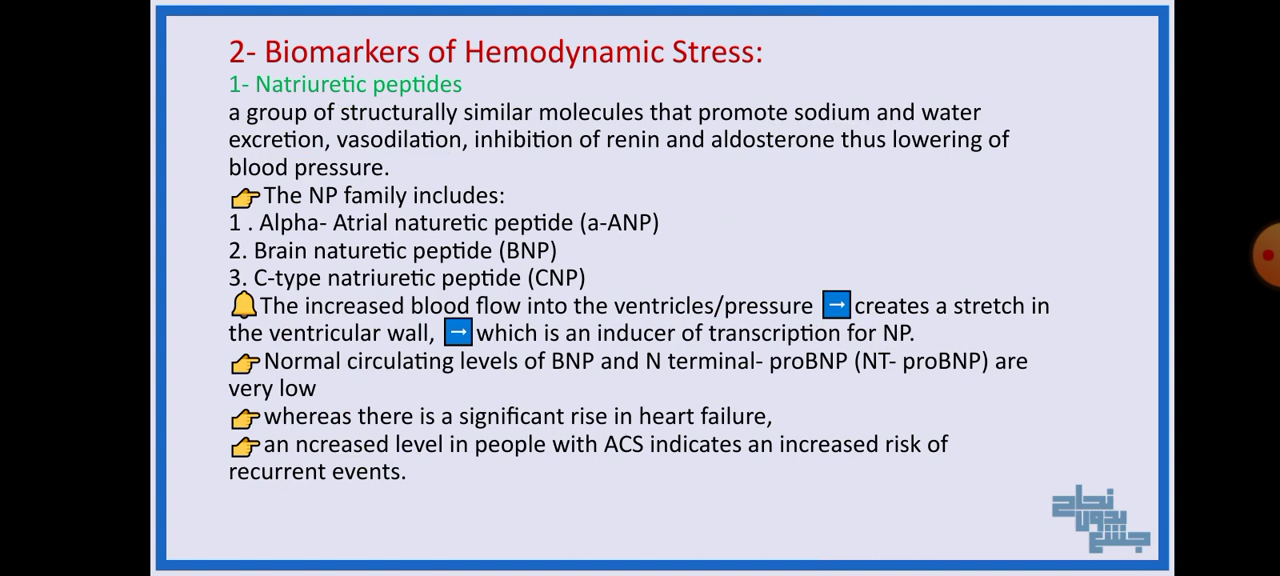 2- Biomarkers of Hemodynamic Stress:
1- Natriuretic peptides
a group of structurally similar molecules that promote sodium and water
excretion, vasodilation, inhibition of renin and aldosterone thus lowering of
blood pressure.
👉The NP family includes:
1 . Alpha- Atrial naturetic peptide (a-ANP)
2. Brain naturetic peptide (BNP)
3. C-type natriuretic peptide (CNP)
🔔The increased blood flow into the ventricles/pressure ➡creates a stretch in
the ventricular wall, ➡which is an inducer of transcription for NP.
👉Normal circulating levels of BNP and N terminal- proBNP (NT- proBNP) are
very low
👉whereas there is a significant rise in heart failure,
👉an ncreased level in people with ACS indicates an increased risk of
recurrent events.
نجاح
بدون
جشع